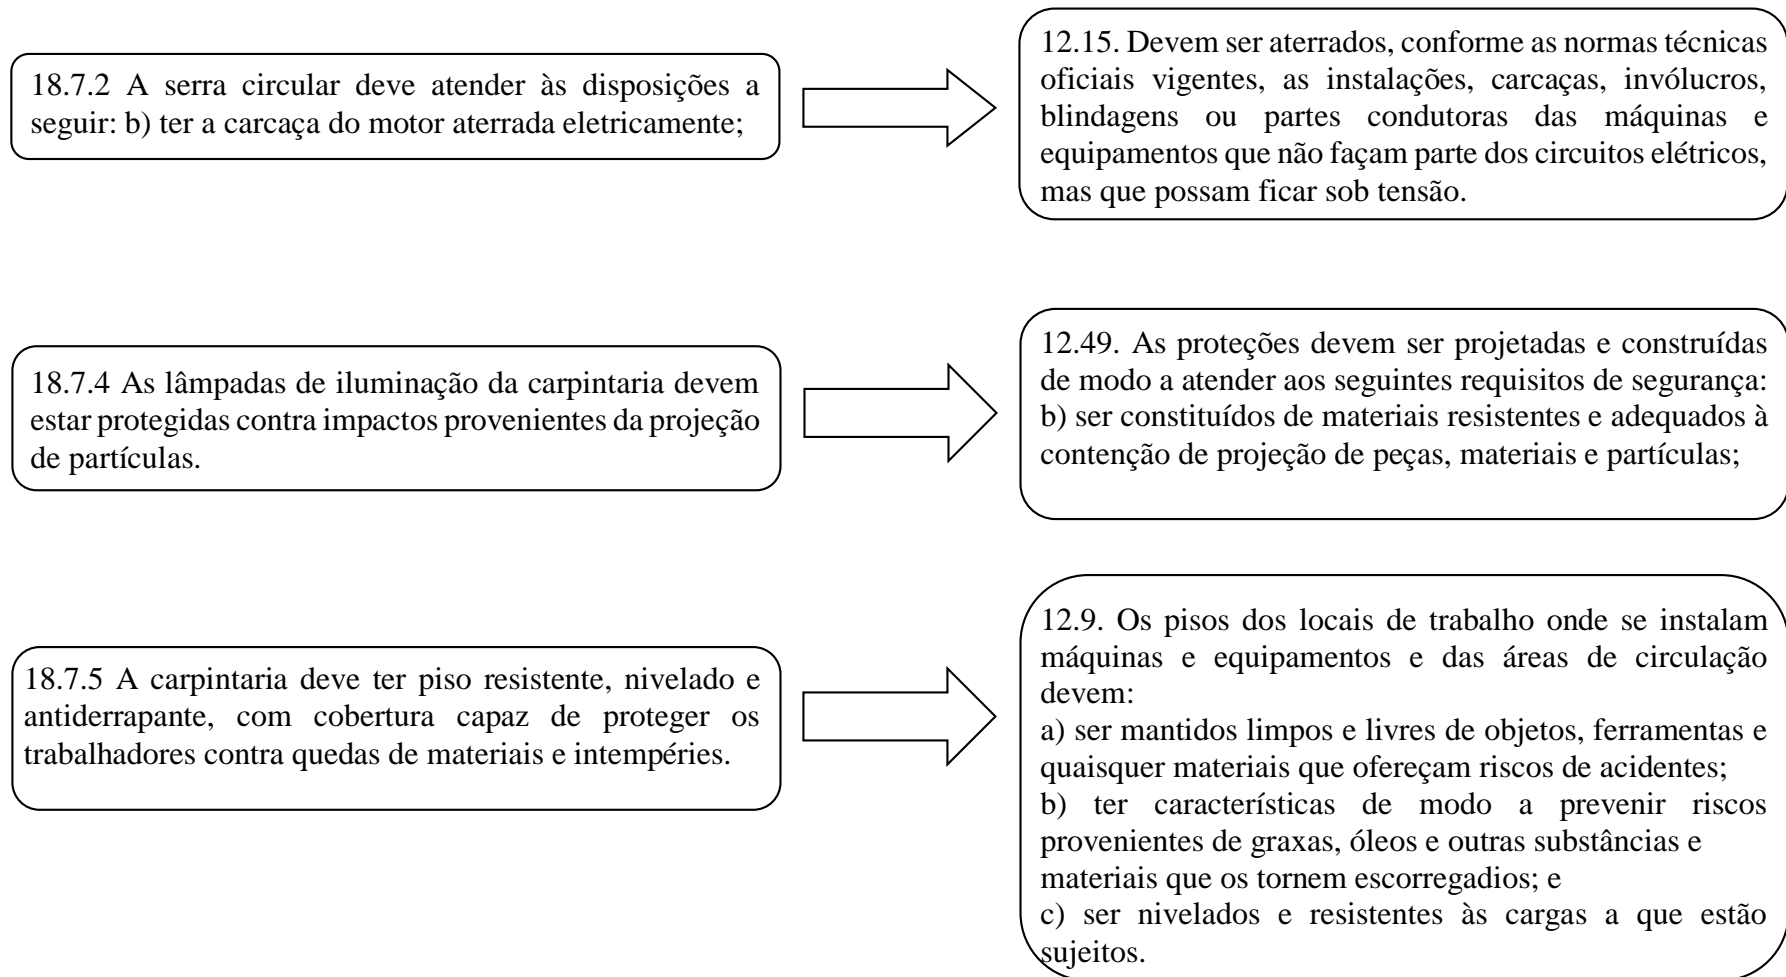 18.7.2 A serra circular deve atender às disposições a
seguir: b) ter a carcaça do motor aterrada eletricamente;
12.15. Devem ser aterrados, conforme as normas técnicas
oficiais vigentes, as instalações, carcaças, invólucros,
blindagens ou partes condutoras das máquinas e
equipamentos que não façam parte dos circuitos elétricos,
mas que possam ficar sob tensão.
18.7.4 As lâmpadas de iluminação da carpintaria devem
estar protegidas contra impactos provenientes da projeção
de partículas.
12.49. As proteções devem ser projetadas e construídas
de modo a atender aos seguintes requisitos de segurança:
b) ser constituídos de materiais resistentes e adequados à
contenção de projeção de peças, materiais e partículas;
18.7.5 A carpintaria deve ter piso resistente, nivelado e
antiderrapante, com cobertura capaz de proteger os
trabalhadores contra quedas de materiais e intempéries.
12.9. Os pisos dos locais de trabalho onde se instalam
máquinas e equipamentos e das áreas de circulação
devem:
a) ser mantidos limpos e livres de objetos, ferramentas e
quaisquer materiais que ofereçam riscos de acidentes;
b) ter características de modo a prevenir riscos
provenientes de graxas, óleos e outras substâncias e
materiais que os tornem escorregadios; e
c) ser nivelados e resistentes às cargas a que estão
sujeitos.